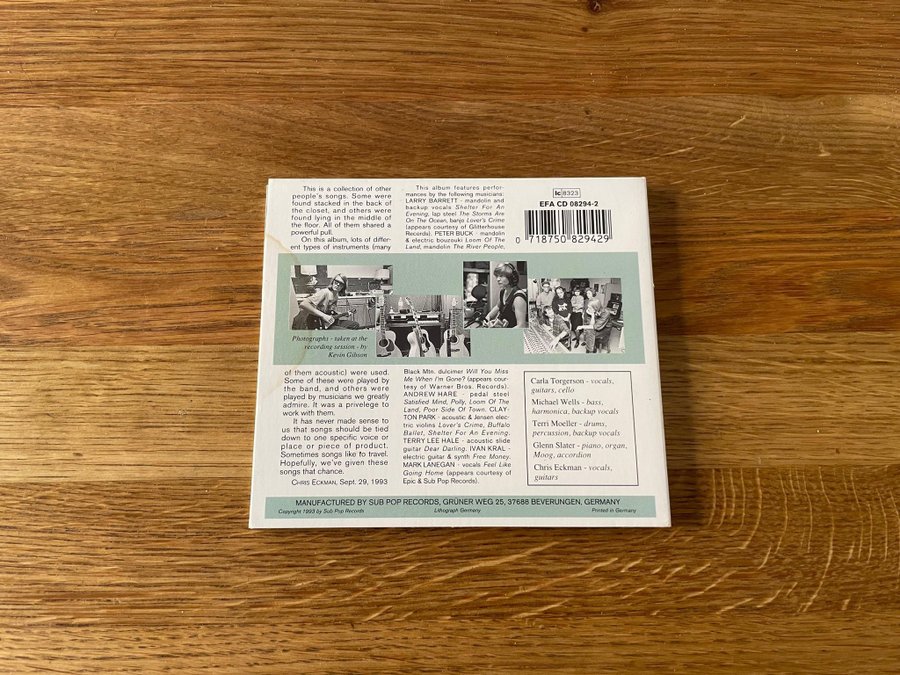 This is a collection of other
people's songs. Some were
found stacked in the back of
the closet, and others were
found lying in the middle of
the floor. All of them shared a
powerful pull.
On this album, lots of differ-
ent types of instruments (many
This album features perfor-
mances by the following musicians:
LARRY BARRETT - mandolin and
backup vocals Shelter For An
Evening, lap steel The Storms Are
On The Ocean, banjo Lover's Crime
(appears courtesy of Glitterhouse
Records). PETER BUCK - mandolin
& electric bouzouki Loom Of The
Land, mandolin The River People,
lc 8323
EFA CD 08294-2
0 718750 829429
Photographs - taken at the
recording session - by
Kevin Gibson
of them acoustic) were used.
Some of these were played by
the band, and others were
played by musicians we greatly
admire. It was a privelege to
work with them.
It has never made sense to
us that songs should be tied
down to one specific voice or
place or piece of product.
Sometimes songs like to travel.
Hopefully, we've given these
songs that chance.
CHRIS ECKMAN, Sept. 29, 1993
Black Mtn. dulcimer Will You Miss
Me When I'm Gone? (appears cour-
tesy of Warner Bros. Records).
ANDREW HARE - pedal steel
Satisfied Mind, Polly, Loom Of The
Land, Poor Side Of Town. CLAY-
TON PARK - acoustic & Jensen elec-
tric violins Lover's Crime, Buffalo
Ballet, Shelter For An Evening.
TERRY LEE HALE - acoustic slide
guitar Dear Darling. IVAN KRAL -
electric guitar & synth Free Money.
MARK LANEGAN - vocals Feel Like
Going Home (appears courtesy of
Epic & Sub Pop Records).
Carla Torgerson - vocals,
guitars, cello
Michael Wells - bass,
harmonica, backup vocals
Terri Moeller - drums,
percussion, backup vocals
Glenn Slater - piano, organ,
Moog, accordion
Chris Eckman - vocals,
guitars
MANUFACTURED BY SUB POP RECORDS, GRÜNER WEG 25, 37688 BEVERUNGEN, GERMANY
Copyright 1993 by Sub Pop Records
Lithograph Germany
Printed in Germany